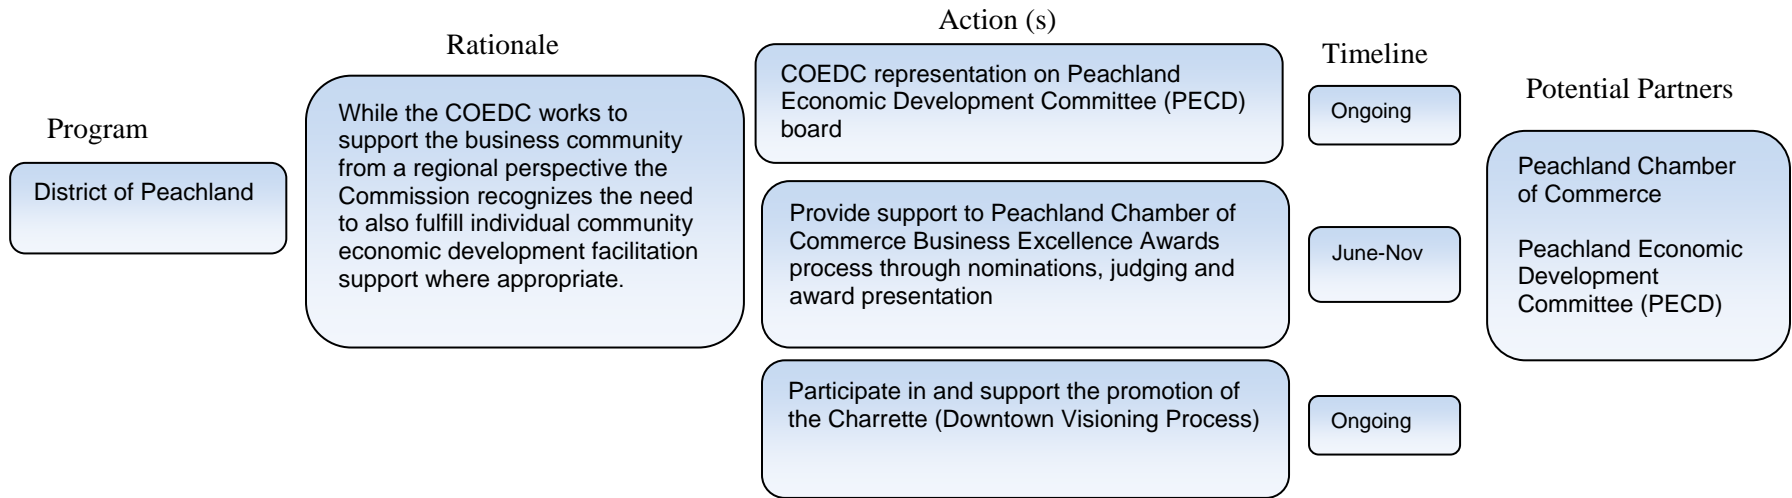 Program
District of Peachland
Rationale
While the COEDC works to
support the business community
from a regional perspective the
Commission recognizes the need
to also fulfill individual community
economic development facilitation
support where appropriate.
Action (s)
COEDC representation on Peachland
Economic Development Committee (PECD)
board
Provide support to Peachland Chamber of
Commerce Business Excellence Awards
process through nominations, judging and
award presentation
Participate in and support the promotion of
the Charrette (Downtown Visioning Process)
Timeline
Ongoing
June-Nov
Ongoing
Potential Partners
Peachland Chamber
of Commerce
Peachland Economic
Development
Committee (PECD)